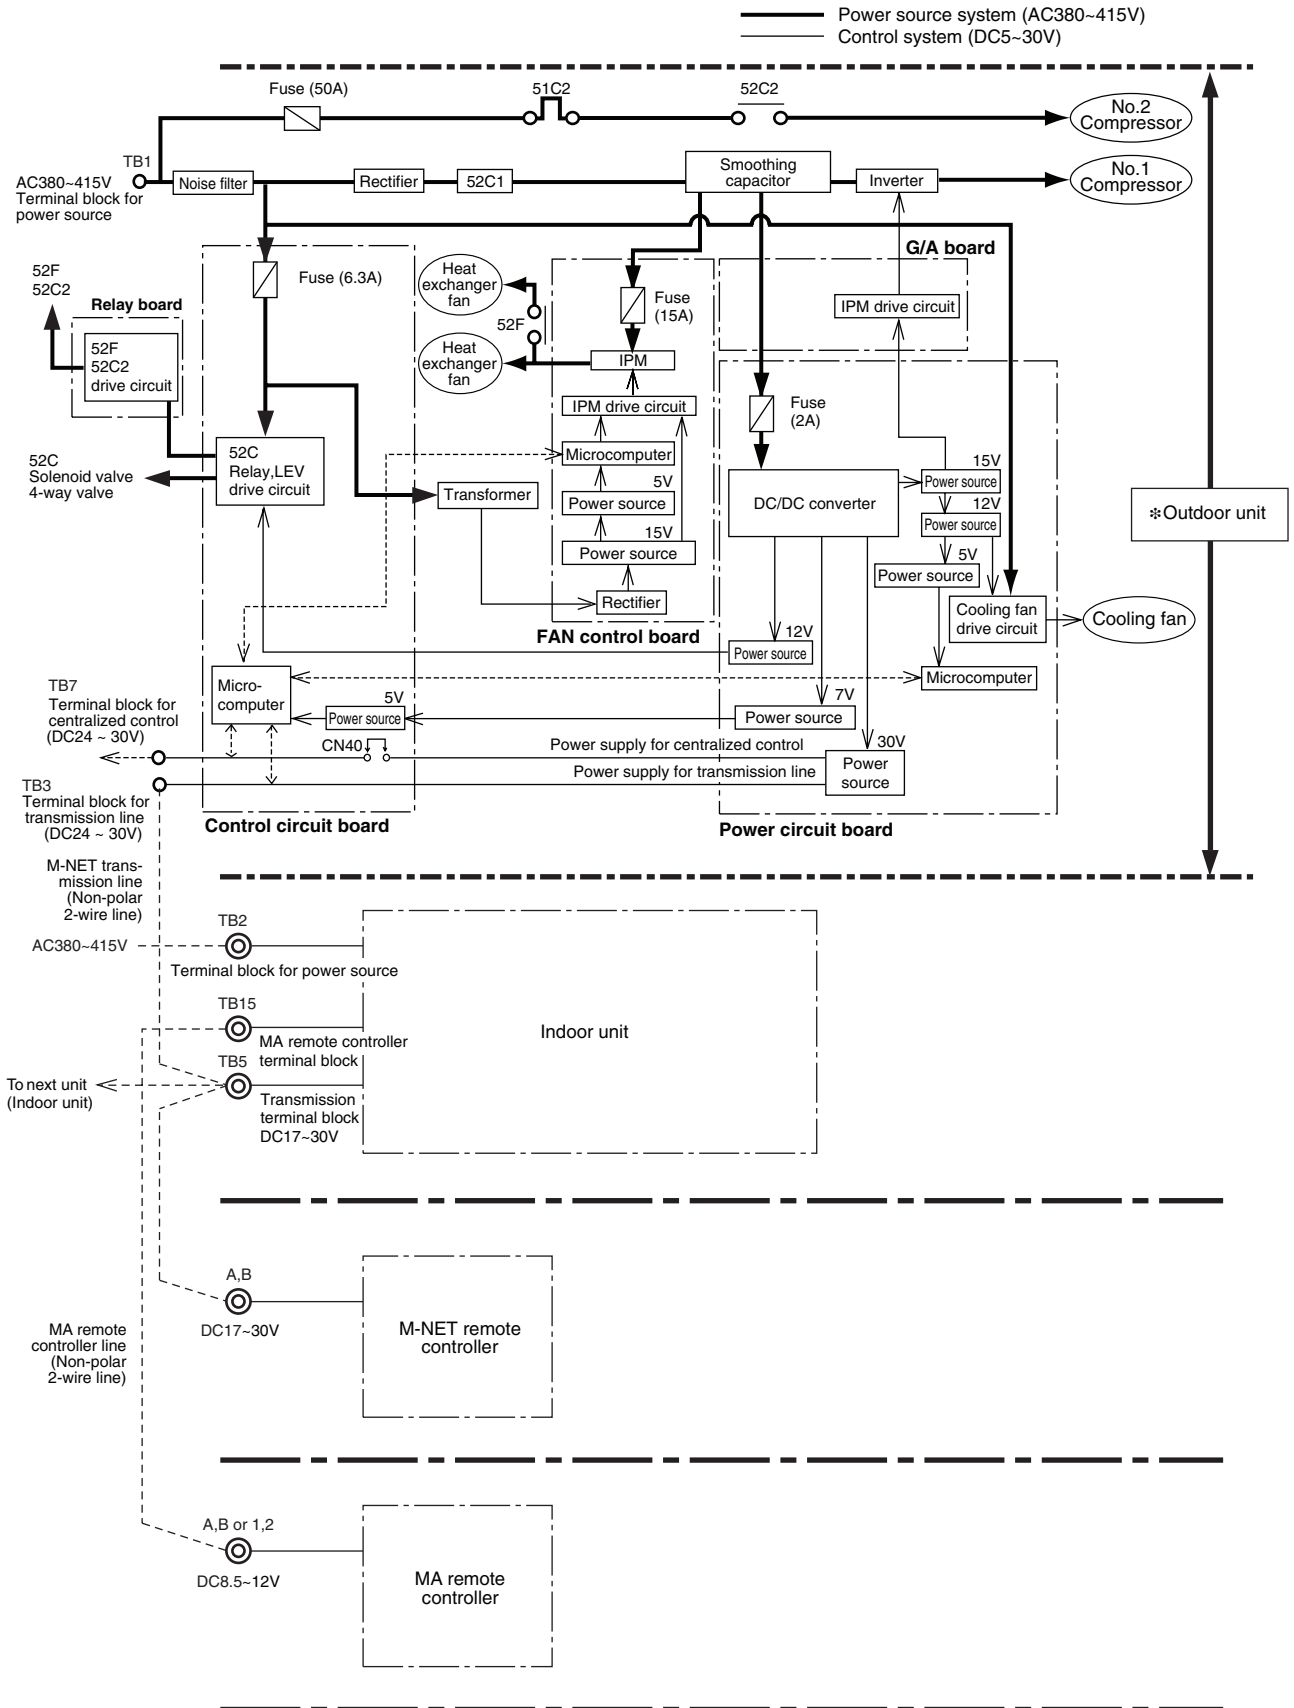 Power source system (AC380~415V)
Control system (DC5~30V)
Fuse (50A)
51C2
52C2
No.2
Compressor
TB1
AC380~415V
Terminal block for
power source
Noise filter
Rectifier
52C1
Smoothing
capacitor
Inverter
No.1
Compressor
G/A board
52F
52C2
Relay board
52F
52C2
drive circuit
Fuse (6.3A)
Heat
exchanger
fan
52F
Heat
exchanger
fan
Fuse
(15A)
IPM
IPM drive circuit
IPM drive circuit
Fuse
(2A)
52C
Solenoid valve
4-way valve
52C
Relay,LEV
drive circuit
Transformer
Microcomputer
5V
Power source
15V
Power source
Rectifier
FAN control board
DC/DC converter
15V
Power source
12V
Power source
5V
Power source
Cooling fan
drive circuit
Cooling fan
✻Outdoor unit
12V
Power source
Microcomputer
TB7
Terminal block for
centralized control
(DC24 ~ 30V)
Micro-
computer
5V
Power source
7V
Power source
CN40
Power supply for centralized control
30V
Power
source
Power supply for transmission line
TB3
Terminal block for
transmission line
(DC24 ~ 30V)
Control circuit board
Power circuit board
M-NET trans-
mission line
(Non-polar
2-wire line)
TB2
AC380~415V
Terminal block for power source
TB15
MA remote controller
terminal block
Indoor unit
TB5
To next unit
(Indoor unit)
Transmission
terminal block
DC17~30V
A,B
DC17~30V
M-NET remote
controller
MA remote
controller line
(Non-polar
2-wire line)
A,B or 1,2
DC8.5~12V
MA remote
controller